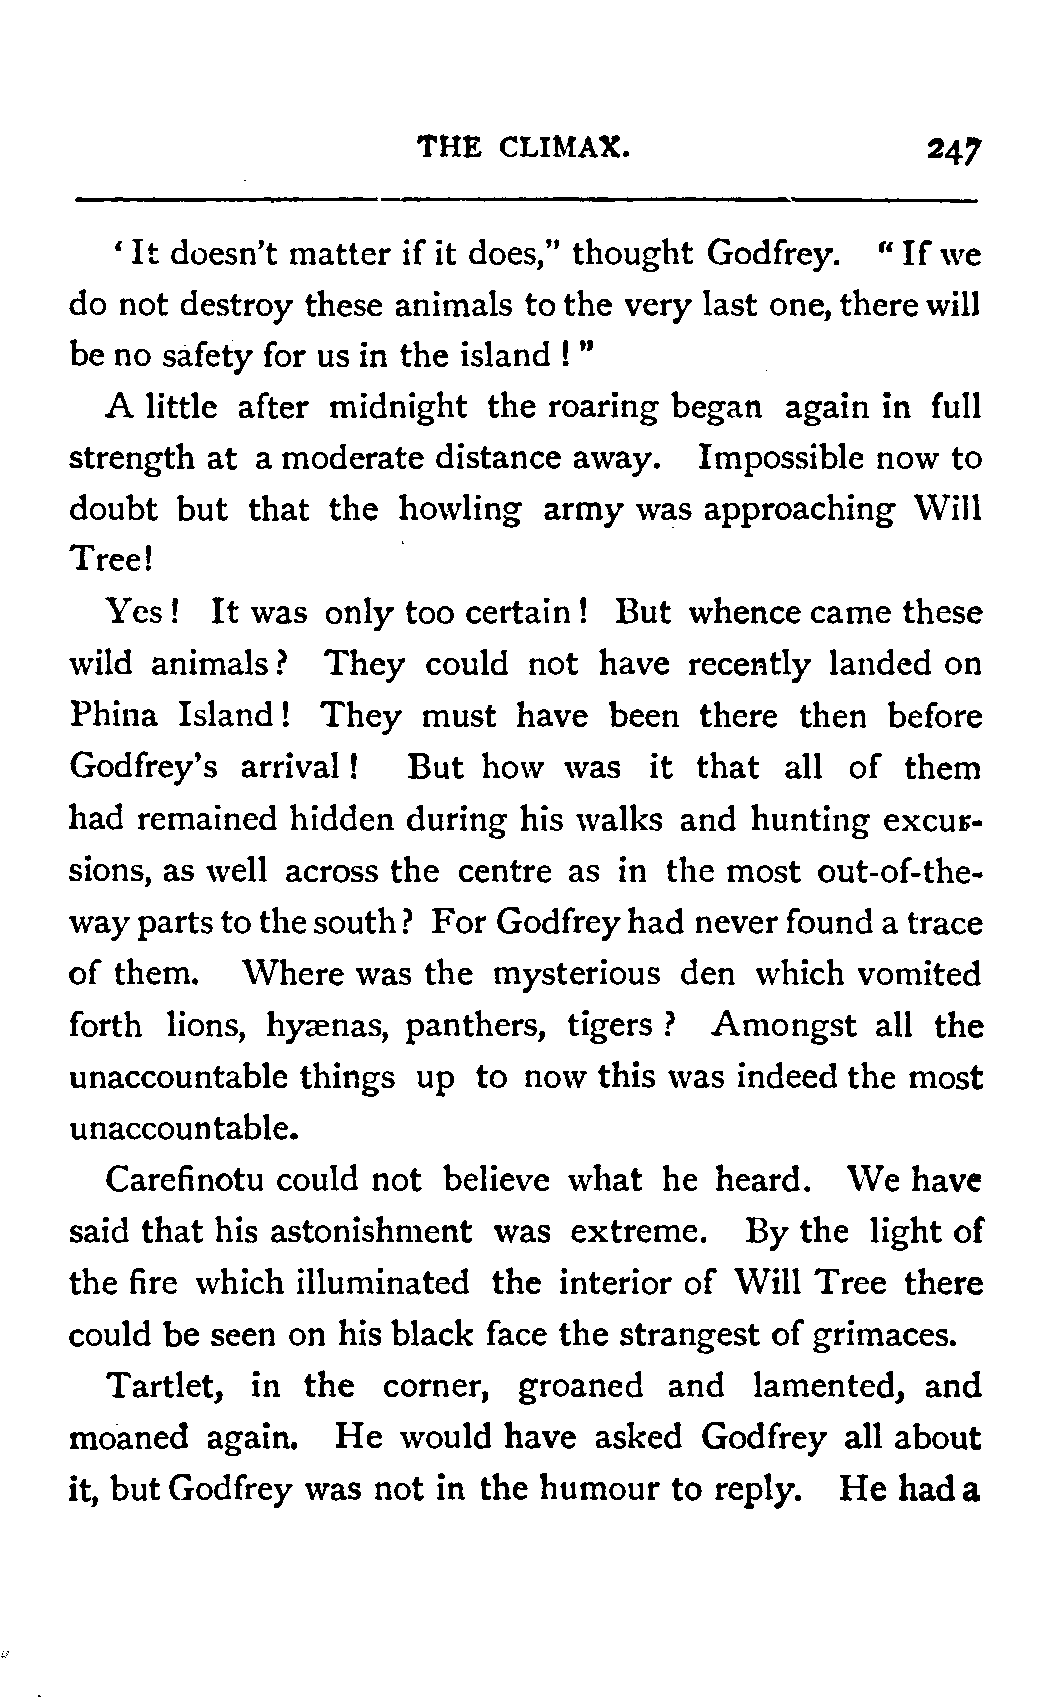 THE CLIMAX. 247
‘ It doesn't matter if it does," thought Godfrey. " If we
do not destroy these animals to the very last one, there will
be no safety for us in the island ! "
A little after midnight the roaring began again in full
strength at a moderate distance away. Impossible now to
doubt but that the howling army was approaching Will
Tree!
Yes ! It was only too certain ! But whence came these
wild animals ? They could not have recently landed on
Phina Island ! They must have been there then before
Godfrey's arrival ! But how was it that all of them
had remained hidden during his walks and hunting excur-
sions, as well across the centre as in the most out-of-the-
way parts to the south ? For Godfrey had never found a trace
of them. Where was the mysterious den which vomited
forth lions, hyænas, panthers, tigers ? Amongst all the
unaccountable things up to now this was indeed the most
unaccountable.
Carefinotu could not believe what he heard. We have
said that his astonishment was extreme. By the light of
the fire which illuminated the interior of Will Tree there
could be seen on his black face the strangest of grimaces.
Tartlet, in the corner, groaned and lamented, and
moaned again. He would have asked Godfrey all about
it, but Godfrey was not in the humour to reply. He had a